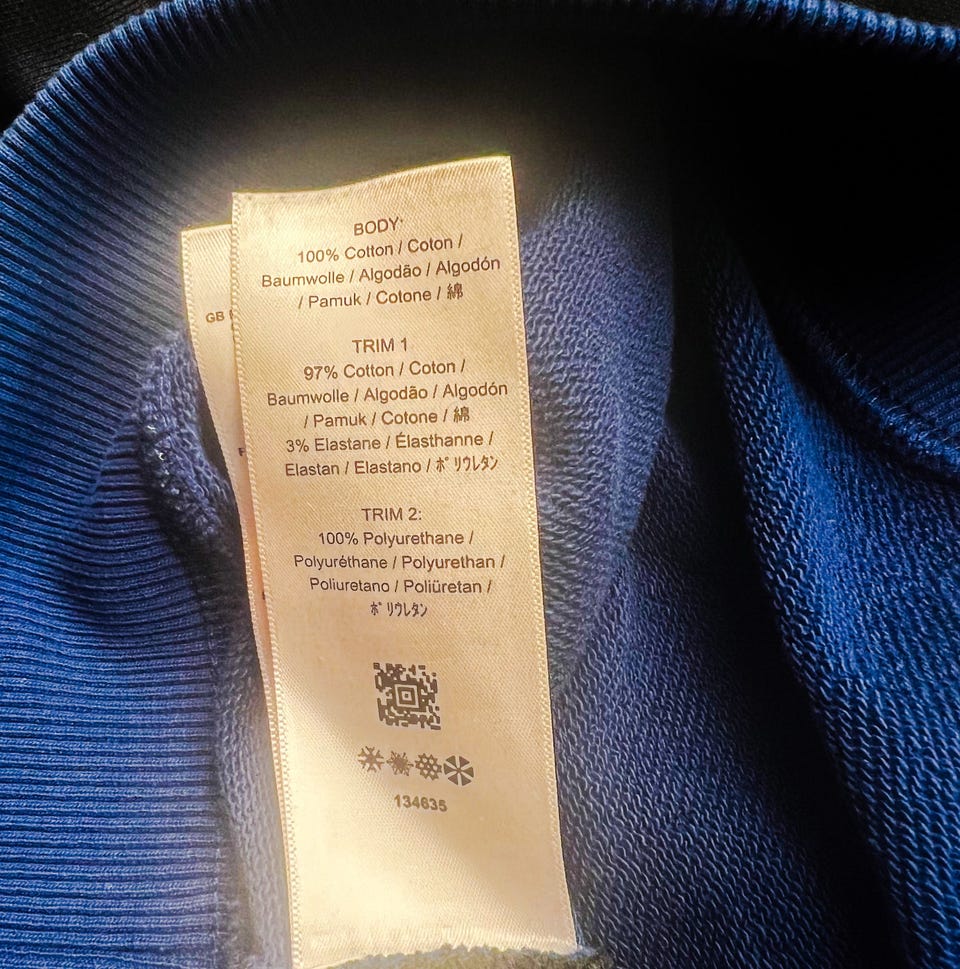 BODY
100% Cotton / Coton /
Baumwolle / Algodão / Algodón
/ Pamuk / Cotone / 綿
TRIM 1
97% Cotton / Coton /
Baumwolle / Algodão / Algodón
/ Pamuk / Cotone / 綿
3% Elastane / Élasthanne /
Elastan / Elastano / ポリウレタン
TRIM 2:
100% Polyurethane /
Polyuréthane / Polyurethan /
Poliuretano / Poliüretan /
ポリウレタン
134635
GB